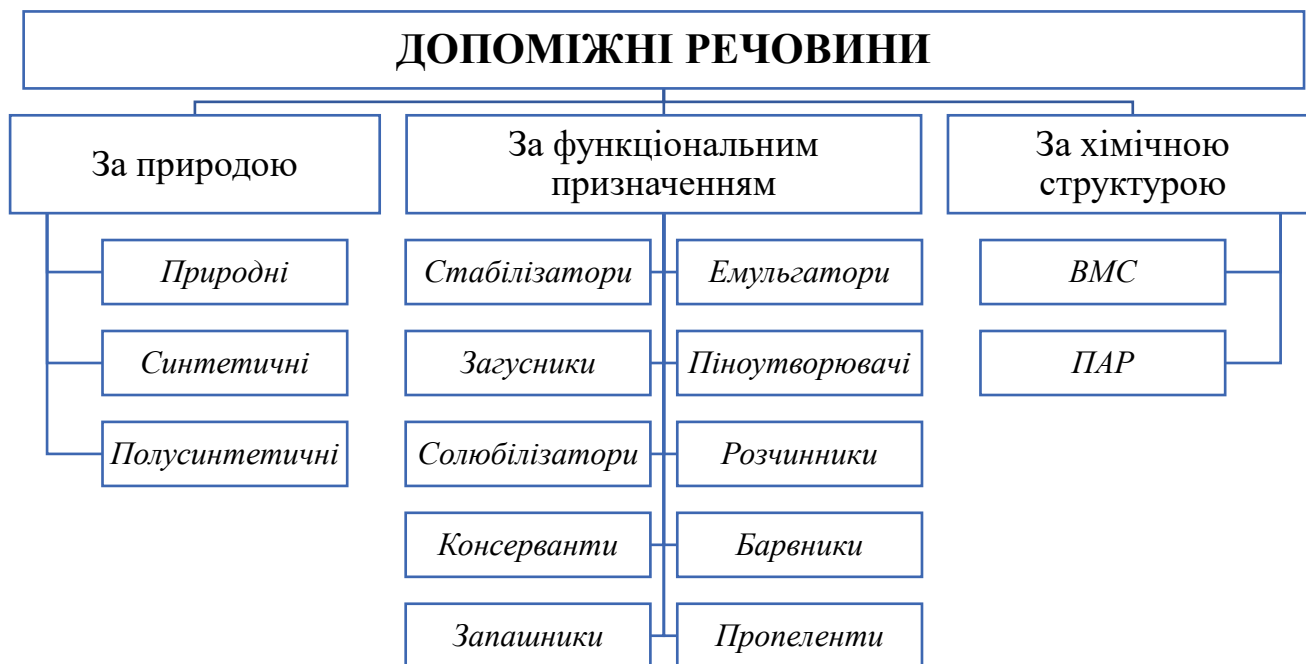 ДОПОМІЖНІ РЕЧОВИНИ
За природою
Природні
Синтетичні
Полусинтетичні
За функціональним
призначенням
Стабілізатори
Емульгатори
Загусники
Піноутворювачі
Солюбілізатори
Розчинники
Консерванти
Барвники
Запашники
Пропеленти
За хімічною
структурою
ВМС
ПАР